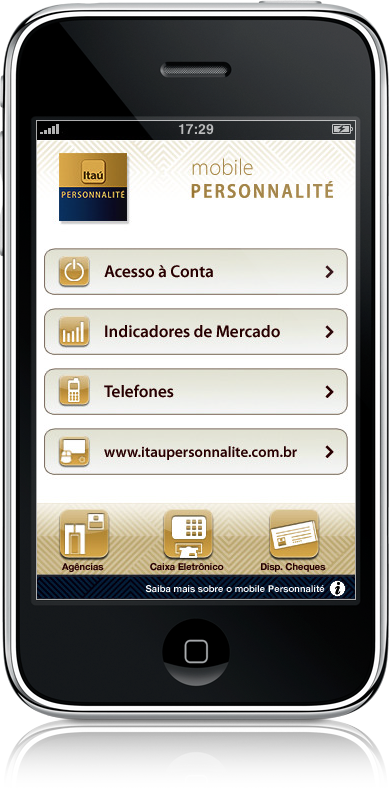 17:29
Itaú
PERSONNALITÉ
mobile
PERSONNALITÉ
Acesso à Conta
Indicadores de Mercado
Telefones
www.itaupersonnalite.com.br
Agências
Caixa Eletrônico
Disp. Cheques
Saiba mais sobre o mobile Personnalité